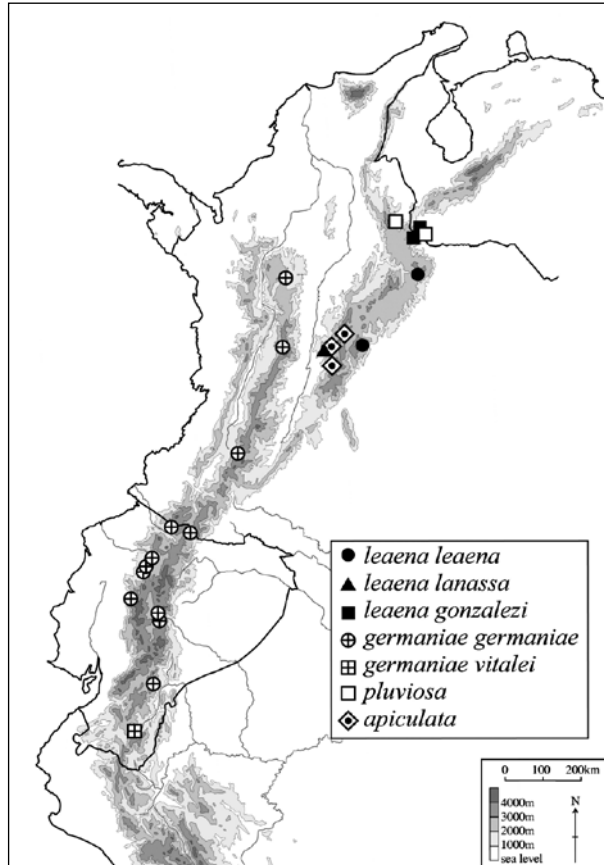 leaena leaena
leaena lanassa
leaena gonzalezi
germaniae germaniae
germaniae vitalei
pluviosa
apiculata
0 100 200km
4000m
3000m
2000m
1000m
sea level
N